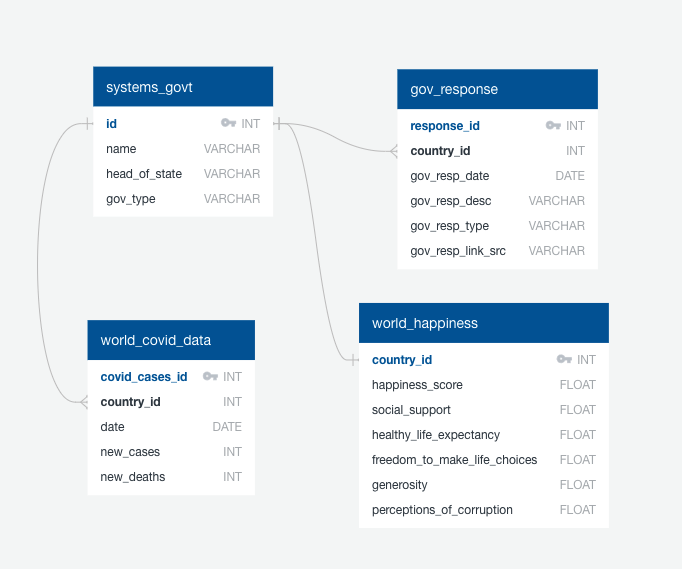 systems_govt
id INT
name VARCHAR
head_of_state VARCHAR
gov_type VARCHAR
gov_response
response_id INT
country_id INT
gov_resp_date DATE
gov_resp_desc VARCHAR
gov_resp_type VARCHAR
gov_resp_link_src VARCHAR
world_covid_data
covid_cases_id INT
country_id INT
date DATE
new_cases INT
new_deaths INT
world_happiness
country_id INT
happiness_score FLOAT
social_support FLOAT
healthy_life_expectancy FLOAT
freedom_to_make_life_choices FLOAT
generosity FLOAT
perceptions_of_corruption FLOAT